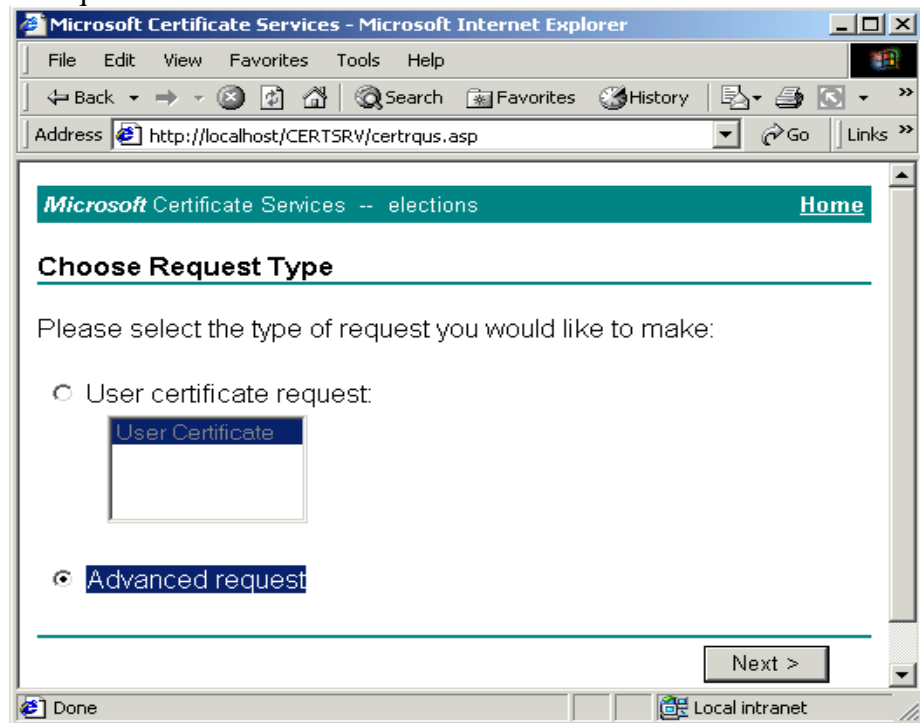 Microsoft Certificate Services - Microsoft Internet Explorer
File Edit View Favorites Tools Help
Back Search Favorites History »
Address http://localhost/CERTSRV/certrqus.asp Go Links »
Microsoft Certificate Services -- elections Home
Choose Request Type
Please select the type of request you would like to make:
User certificate request:
User Certificate
Advanced request
Next >
Done Local intranet